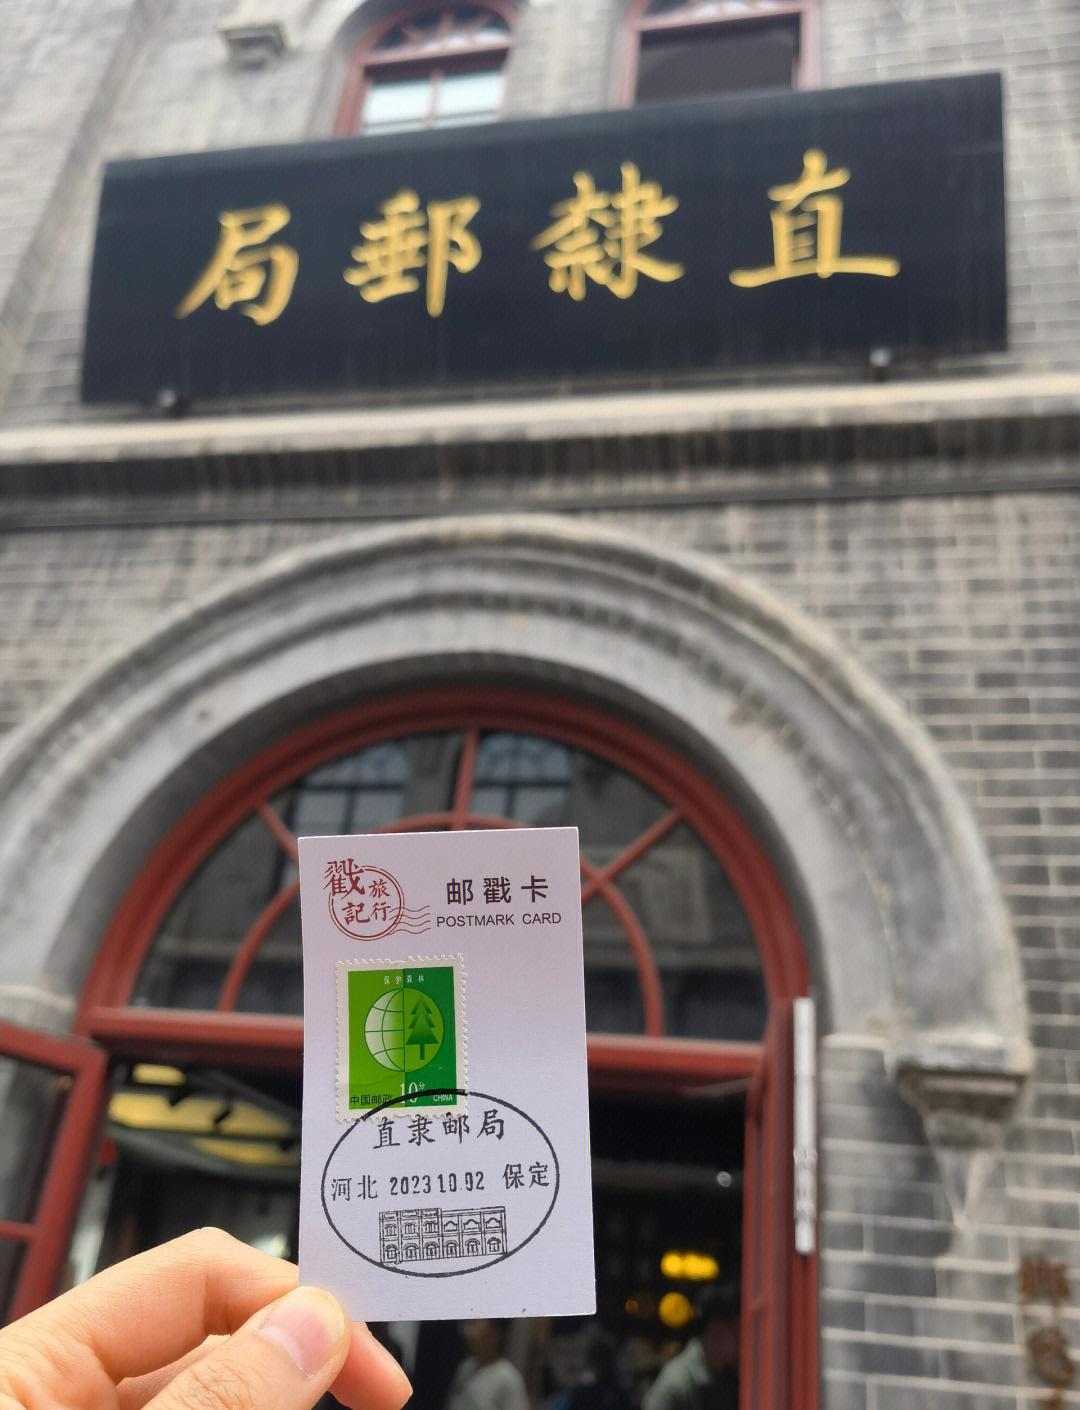 直隸郵局
戳
旅行
記
邮戳卡
POSTMARK CARD
保护森林
中国邮政 10分 CHINA
直隶邮局
河北 2023.10.02 保定